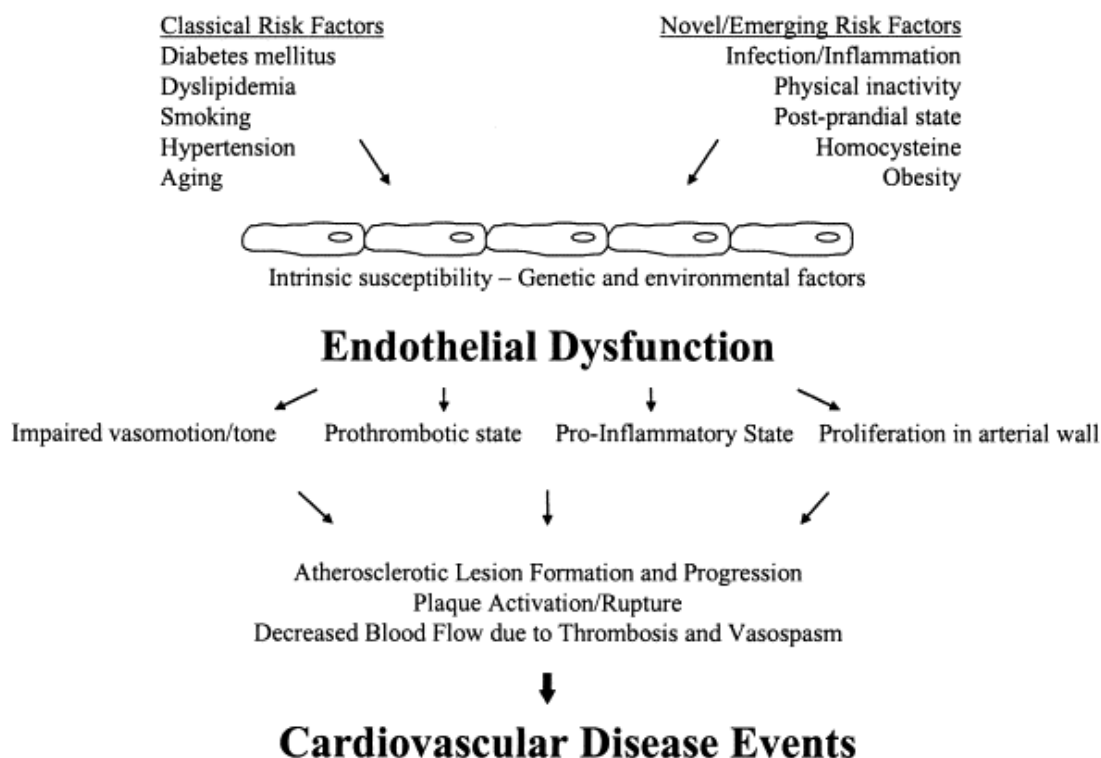 Classical Risk Factors
Diabetes mellitus
Dyslipidemia
Smoking
Hypertension
Aging
Novel/Emerging Risk Factors
Infection/Inflammation
Physical inactivity
Post-prandial state
Homocysteine
Obesity
Intrinsic susceptibility – Genetic and environmental factors
Endothelial Dysfunction
Impaired vasomotion/tone
Prothrombotic state
Pro-Inflammatory State
Proliferation in arterial wall
Atherosclerotic Lesion Formation and Progression
Plaque Activation/Rupture
Decreased Blood Flow due to Thrombosis and Vasospasm
Cardiovascular Disease Events